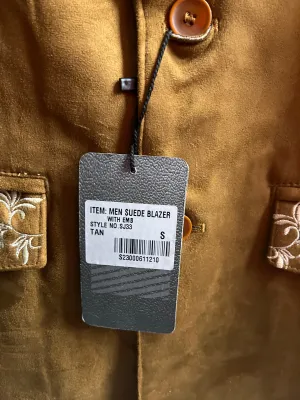 ITEM: MEN SUEDE BLAZER
WITH EMB
STYLE NO.SJ33
TAN S
S23000611210